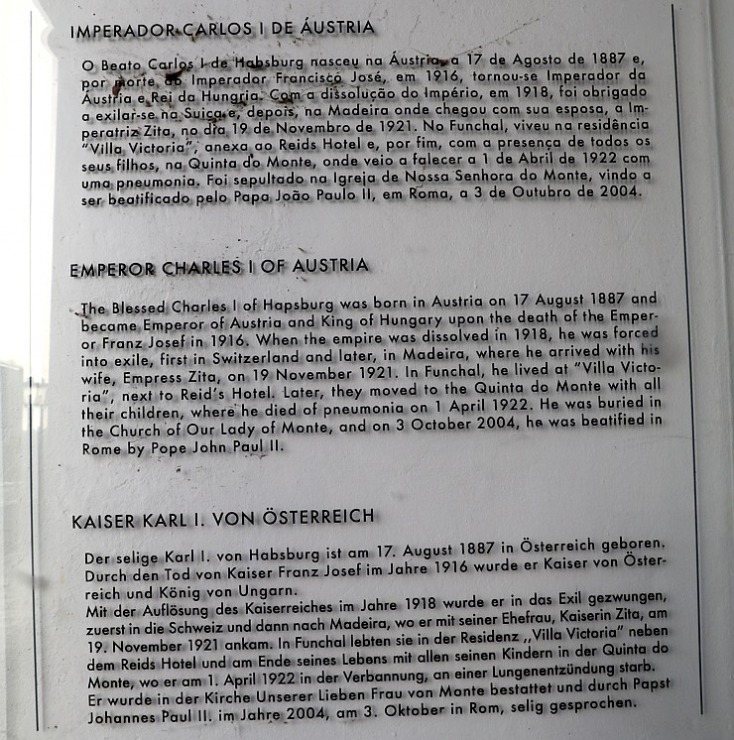 IMPERADOR CARLOS I DE ÁUSTRIA
O Beato Carlos I de Habsburg nasceu na Áustria, a 17 de Agosto de 1887 e,
por morte do Imperador Francisco José, em 1916, tornou-se Imperador da
Áustria e Rei da Hungria. Com a dissolução do Império, em 1918, foi obrigado
a exilar-se na Suiça e, depois, na Madeira onde chegou com sua esposa, a Im-
peratriz Zita, no dia 19 de Novembro de 1921. No Funchal, viveu na residência
"Villa Victoria", anexa ao Reids Hotel e, por fim, com a presença de todos os
seus filhos, na Quinta do Monte, onde veio a falecer a 1 de Abril de 1922 com
uma pneumonia. Foi sepultado na Igreja de Nossa Senhora do Monte, vindo a
ser beatificado pelo Papa João Paulo II, em Roma, a 3 de Outubro de 2004.
EMPEROR CHARLES I OF AUSTRIA
The Blessed Charles I of Hapsburg was born in Austria on 17 August 1887 and
became Emperor of Austria and King of Hungary upon the death of the Emper-
or Franz Josef in 1916. When the empire was dissolved in 1918, he was forced
into exile, first in Switzerland and later, in Madeira, where he arrived with his
wife, Empress Zita, on 19 November 1921. In Funchal, he lived at "Villa Victo-
ria", next to Reid's Hotel. Later, they moved to the Quinta do Monte with all
their children, where he died of pneumonia on 1 April 1922. He was buried in
the Church of Our Lady of Monte, and on 3 October 2004, he was beatified in
Rome by Pope John Paul II.
KAISER KARL I. VON ÖSTERREICH
Der selige Karl I. von Habsburg ist am 17. August 1887 in Österreich geboren.
Durch den Tod von Kaiser Franz Josef im Jahre 1916 wurde er Kaiser von Öster-
reich und König von Ungarn.
Mit der Auflösung des Kaiserreiches im Jahre 1918 wurde er in das Exil gezwungen,
zuerst in die Schweiz und dann nach Madeira, wo er mit seiner Ehefrau, Kaiserin Zita, am
19. November 1921 ankam. In Funchal lebten sie in der Residenz ,,Villa Victoria" neben
dem Reids Hotel und am Ende seines Lebens mit allen seinen Kindern in der Quinta do
Monte, wo er am 1. April 1922 in der Verbannung, an einer Lungenentzündung starb.
Er wurde in der Kirche Unserer Lieben Frau von Monte bestattet und durch Papst
Johannes Paul II. im Jahre 2004, am 3. Oktober in Rom, selig gesprochen.